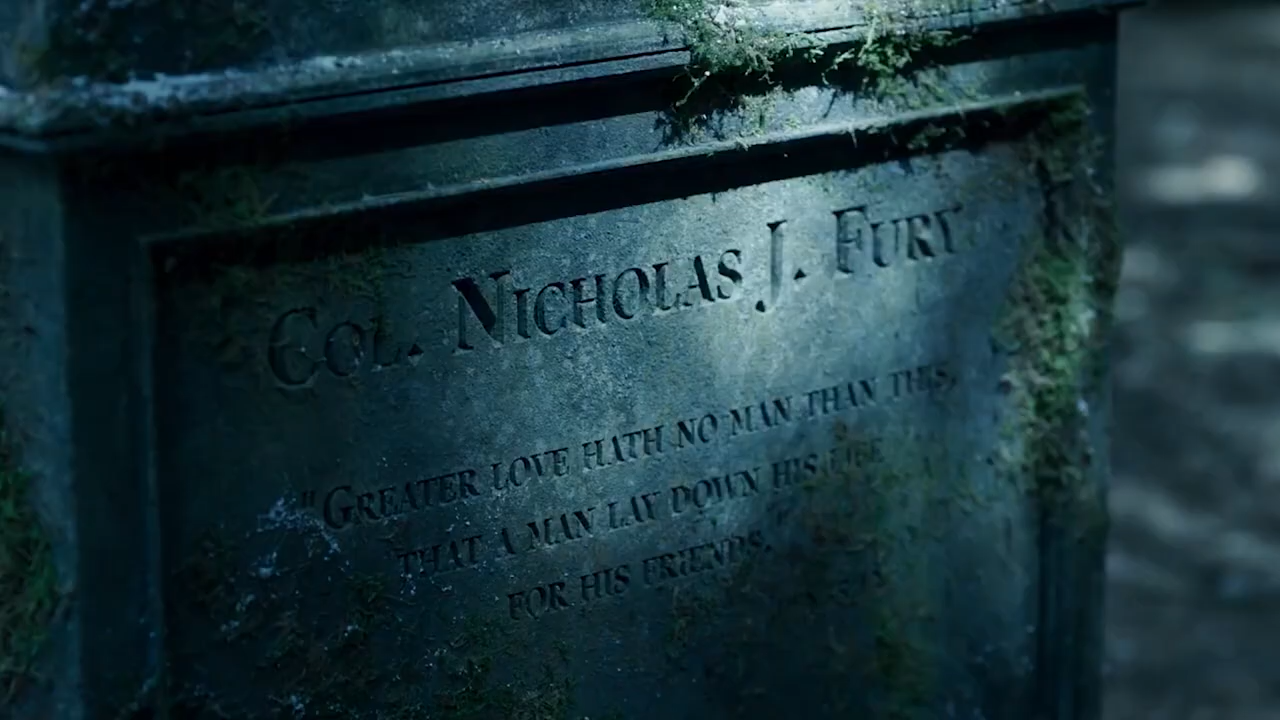 COL. NICHOLAS J. FURY
"GREATER LOVE HATH NO MAN THAN THIS,
THAT A MAN LAY DOWN HIS LIFE
FOR HIS FRIENDS.